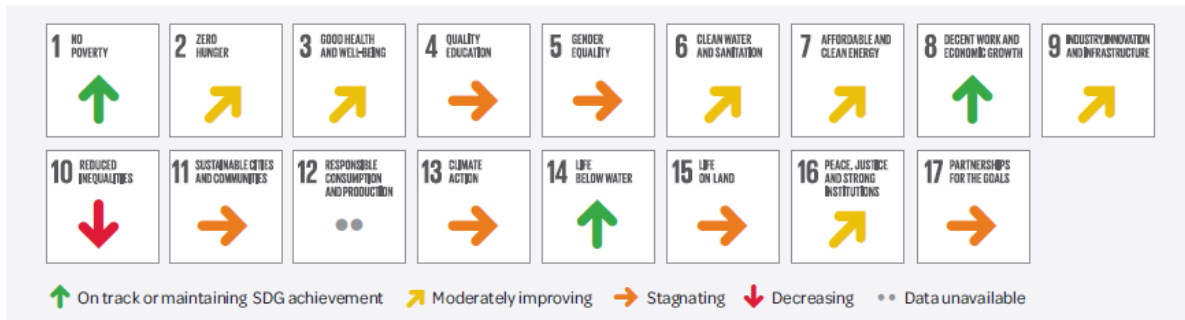 1 NO
POVERTY
2 ZERO
HUNGER
3 GOOD HEALTH
AND WELL-BEING
4 QUALITY
EDUCATION
5 GENDER
EQUALITY
6 CLEAN WATER
AND SANITATION
7 AFFORDABLE AND
CLEAN ENERGY
8 DECENT WORK AND
ECONOMIC GROWTH
9 INDUSTRY,INNOVATION
AND INFRASTRUCTURE
10 REDUCED
INEQUALITIES
11 SUSTAINABLE CITIES
AND COMMUNITIES
12 RESPONSIBLE
CONSUMPTION
AND PRODUCTION
13 CLIMATE
ACTION
14 LIFE
BELOW WATER
15 LIFE
ON LAND
16 PEACE, JUSTICE
AND STRONG
INSTITUTIONS
17 PARTNERSHIPS
FOR THE GOALS
On track or maintaining SDG achievement Moderately improving Stagnating Decreasing Data unavailable